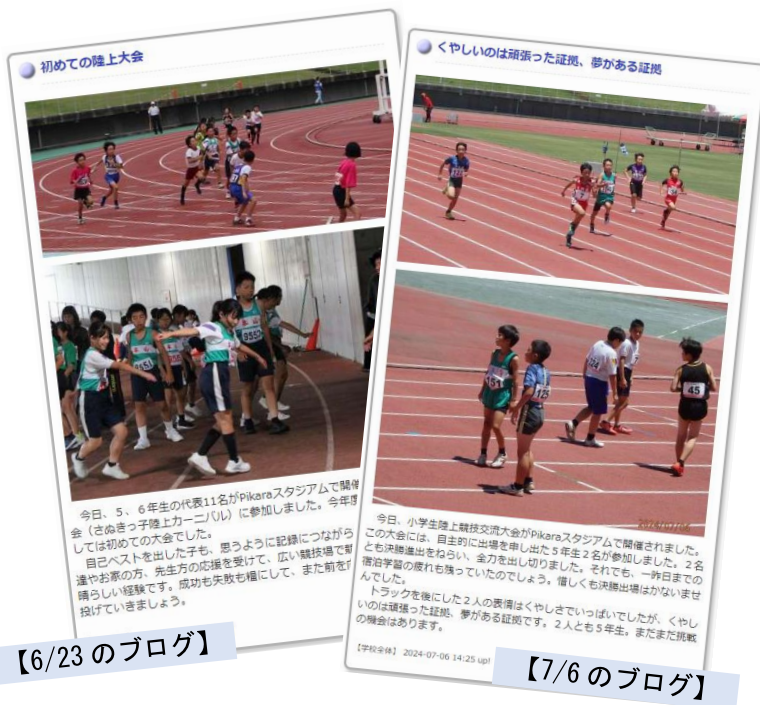 初めての陸上大会
今日、５、６年生の代表11名がPikaraスタジアムで開催
会（さぬきっ子陸上カーニバル）に参加しました。今年度
しては初めての大会でした。
自己ベストを出した子も、思うように記録につながら
達やお家の方、先生方の応援を受けて、広い競技場で
晴らしい経験です。成功も失敗も糧にして、また前を
投げていきましょう。
【6/23 のブログ】
くやしいのは頑張った証拠、夢がある証拠
45
今日、小学生陸上競技交流大会がPikaraスタジアムで開催されました。
この大会には、自主的に出場を申し出た５年生２名が参加しました。２名
とも決勝進出をねらい、全力を出し切りました。それでも、一昨日までの
宿泊学習の疲れも残っていたのでしょう。惜しくも決勝出場はかないませ
んでした。
トラックを後にした２人の表情はくやしさでいっぱいでしたが、くやし
いのは頑張った証拠、夢がある証拠です。２人とも５年生。まだまだ挑戦
の機会はあります。
【学校全体】 2024-07-06 14:25 up!
【7/6 のブログ】